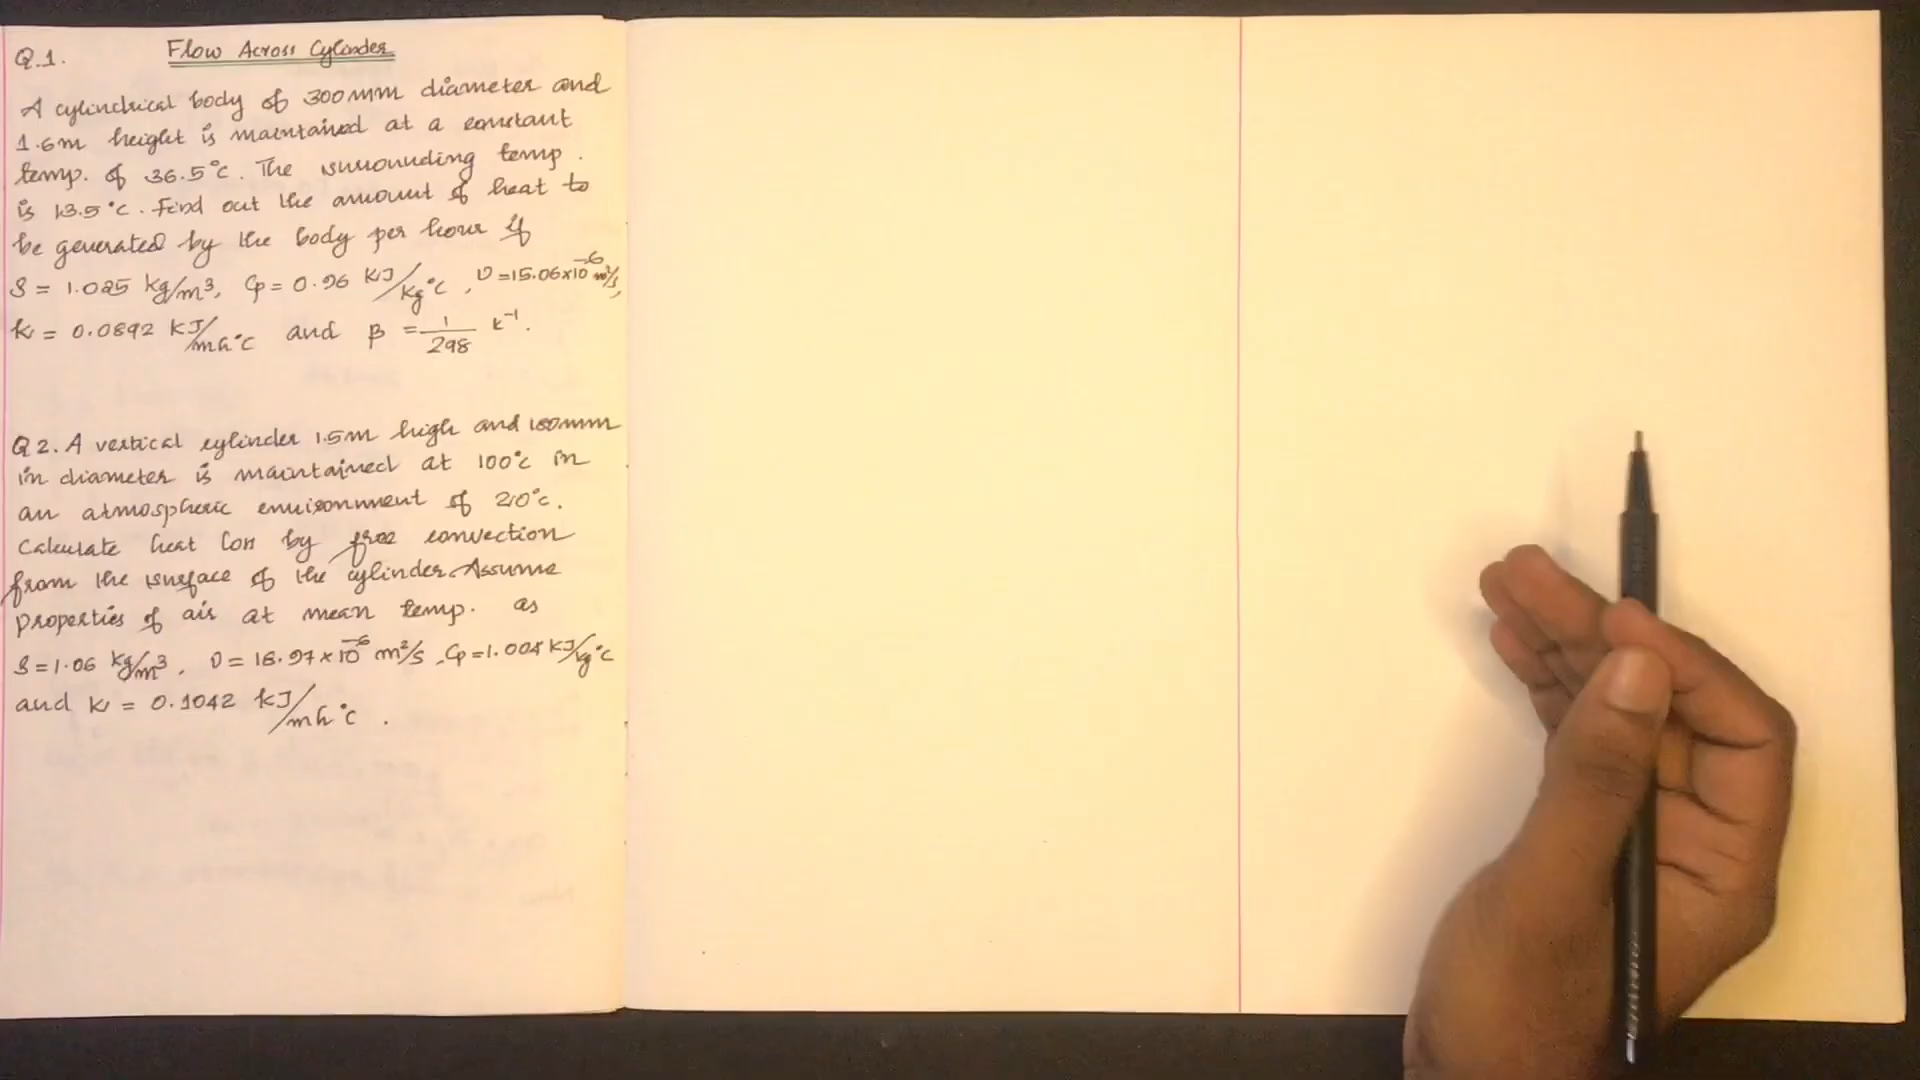 Q.1. Flow Across Cylinder
A cylindrical body of 300mm diameter and
1.6m height is maintained at a constant
temp. of 36.5°C. The surrounding temp.
is 13.5°C. Find out the amount of heat to
be generated by the body per hour if
ρ = 1.025 kg/m³, Cp = 0.96 KJ/kg°C, υ = 15.06×10⁻⁶ m²/s,
k = 0.0892 KJ/mh°C and β = 1/298 K⁻¹.
Q2. A vertical cylinder 1.5m high and 180mm
in diameter is maintained at 100°C in
an atmospheric environment of 20°C.
Calculate heat loss by free convection
from the surface of the cylinder. Assume
properties of air at mean temp. as
ρ = 1.06 kg/m³, υ = 18.97×10⁻⁶ m²/s, Cp = 1.004 KJ/kg°C
and k = 0.1042 kJ/mh°C.